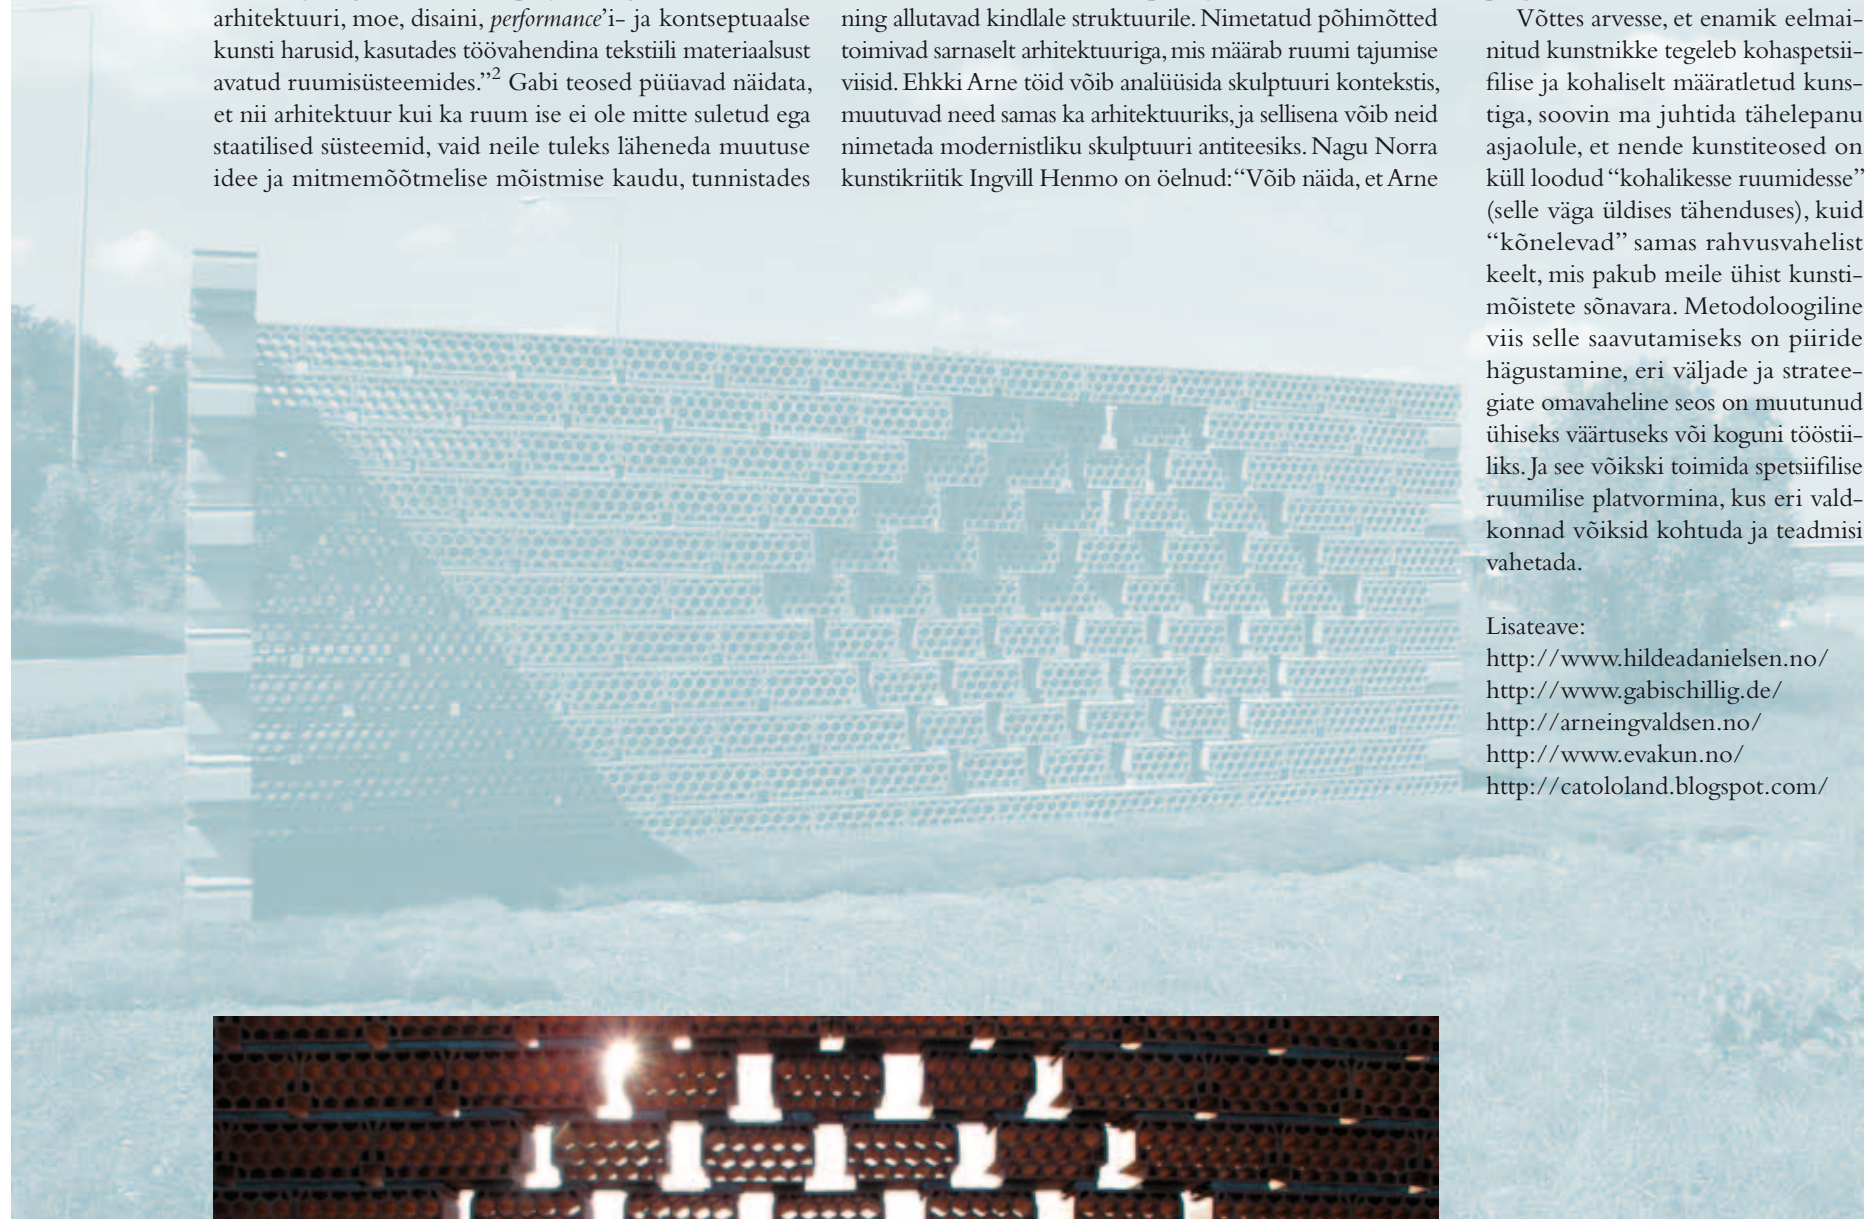 arhitektuuri, moe, disaini, performance’i- ja kontseptuaalse
kunsti harusid, kasutades töövahendina tekstiili materiaalsust
avatud ruumisüsteemides.”2 Gabi teosed püüavad näidata,
et nii arhitektuur kui ka ruum ise ei ole mitte suletud ega
staatilised süsteemid, vaid neile tuleks läheneda muutuse
idee ja mitmemõõtmelise mõistmise kaudu, tunnistades
ning allutavad kindlale struktuurile. Nimetatud põhimõtted
toimivad sarnaselt arhitektuuriga, mis määrab ruumi tajumise
viisid. Ehkki Arne töid võib analüüsida skulptuuri kontekstis,
muutuvad need samas ka arhitektuuriks, ja sellisena võib neid
nimetada modernistliku skulptuuri antiteesiks. Nagu Norra
kunstikriitik Ingvill Henmo on öelnud: “Võib näida, et Arne
Võttes arvesse, et enamik eelmai-
nitud kunstnikke tegeleb kohaspetsii-
filise ja kohaliselt määratletud kuns-
tiga, soovin ma juhtida tähelepanu
asjaolule, et nende kunstiteosed on
küll loodud “kohalikesse ruumidesse”
(selle väga üldises tähenduses), kuid
“kõnelevad” samas rahvusvahelist
keelt, mis pakub meile ühist kunsti-
mõistete sõnavara. Metodoloogiline
viis selle saavutamiseks on piiride
hägustamine, eri väljade ja stratee-
giate omavaheline seos on muutunud
ühiseks väärtuseks või koguni tööstii-
liks. Ja see võikski toimida spetsiifilise
ruumilise platvormina, kus eri vald-
konnad võiksid kohtuda ja teadmisi
vahetada.
Lisateave:
http://www.hildeadanielsen.no/
http://www.gabischillig.de/
http://arneingvaldsen.no/
http://www.evakun.no/
http://catololand.blogspot.com/